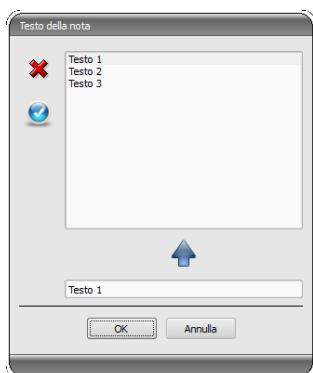 Testo della nota
Testo 1
Testo 2
Testo 3
Testo 1
OK
Annulla